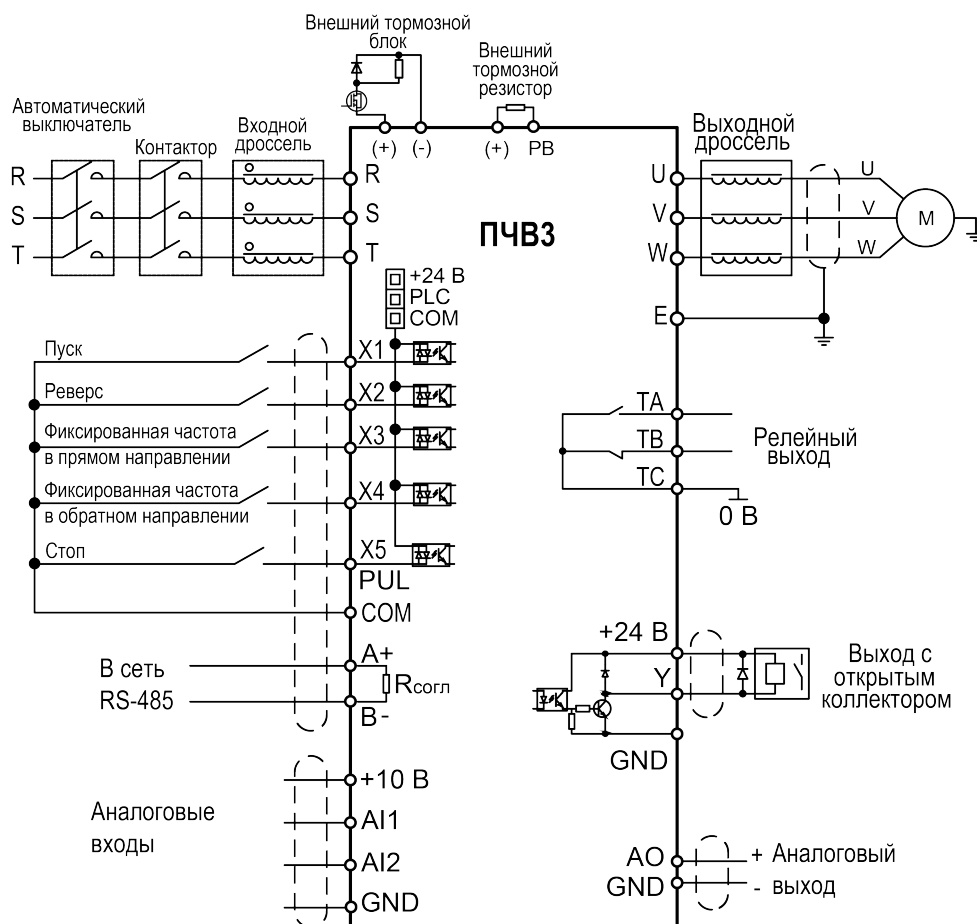 Внешний тормозной
блок
Внешний
тормозной
резистор
Автоматический
выключатель
Контактор
Входной
дроссель
(+)
(-)
(+)
PB
Выходной
дроссель
R
R
U
U
S
S
V
V
M
T
T
W
W
ПЧВ3
+24 В
PLC
COM
E
Пуск
X1
Реверс
X2
Фиксированная частота
в прямом направлении
X3
Фиксированная частота
в обратном направлении
X4
Стоп
X5
PUL
COM
TA
TB
TC
Релейный
выход
0 В
В сеть
RS-485
A+
Rсогл
B-
+24 В
Y
GND
Выход с
открытым
коллектором
Аналоговые
входы
+10 В
AI1
AI2
GND
AO
+ Аналоговый
GND
- выход